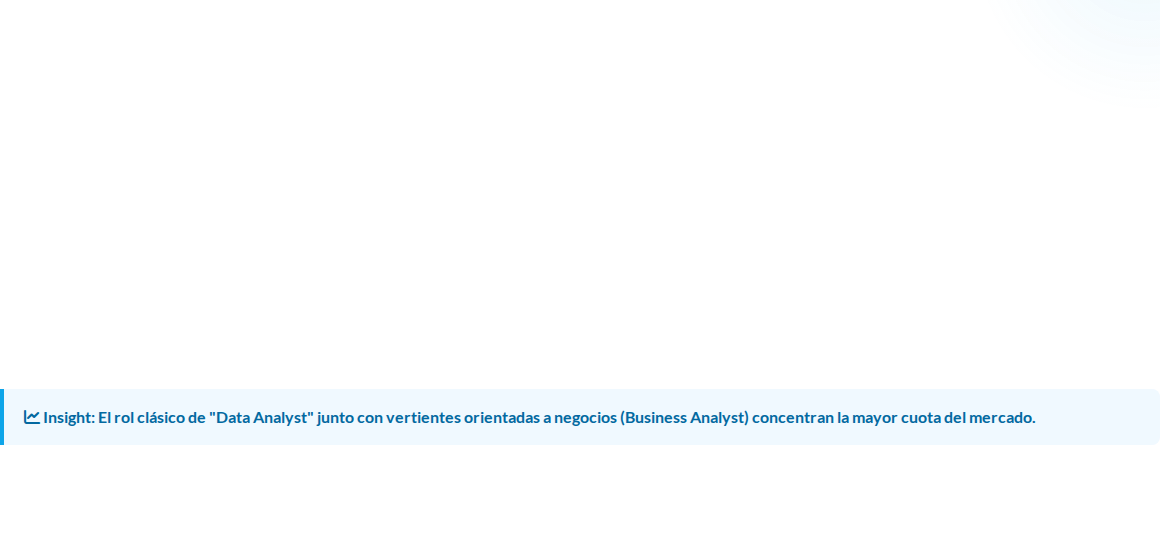 Insight: El rol clásico de "Data Analyst" junto con vertientes orientadas a negocios (Business Analyst) concentran la mayor cuota del mercado.